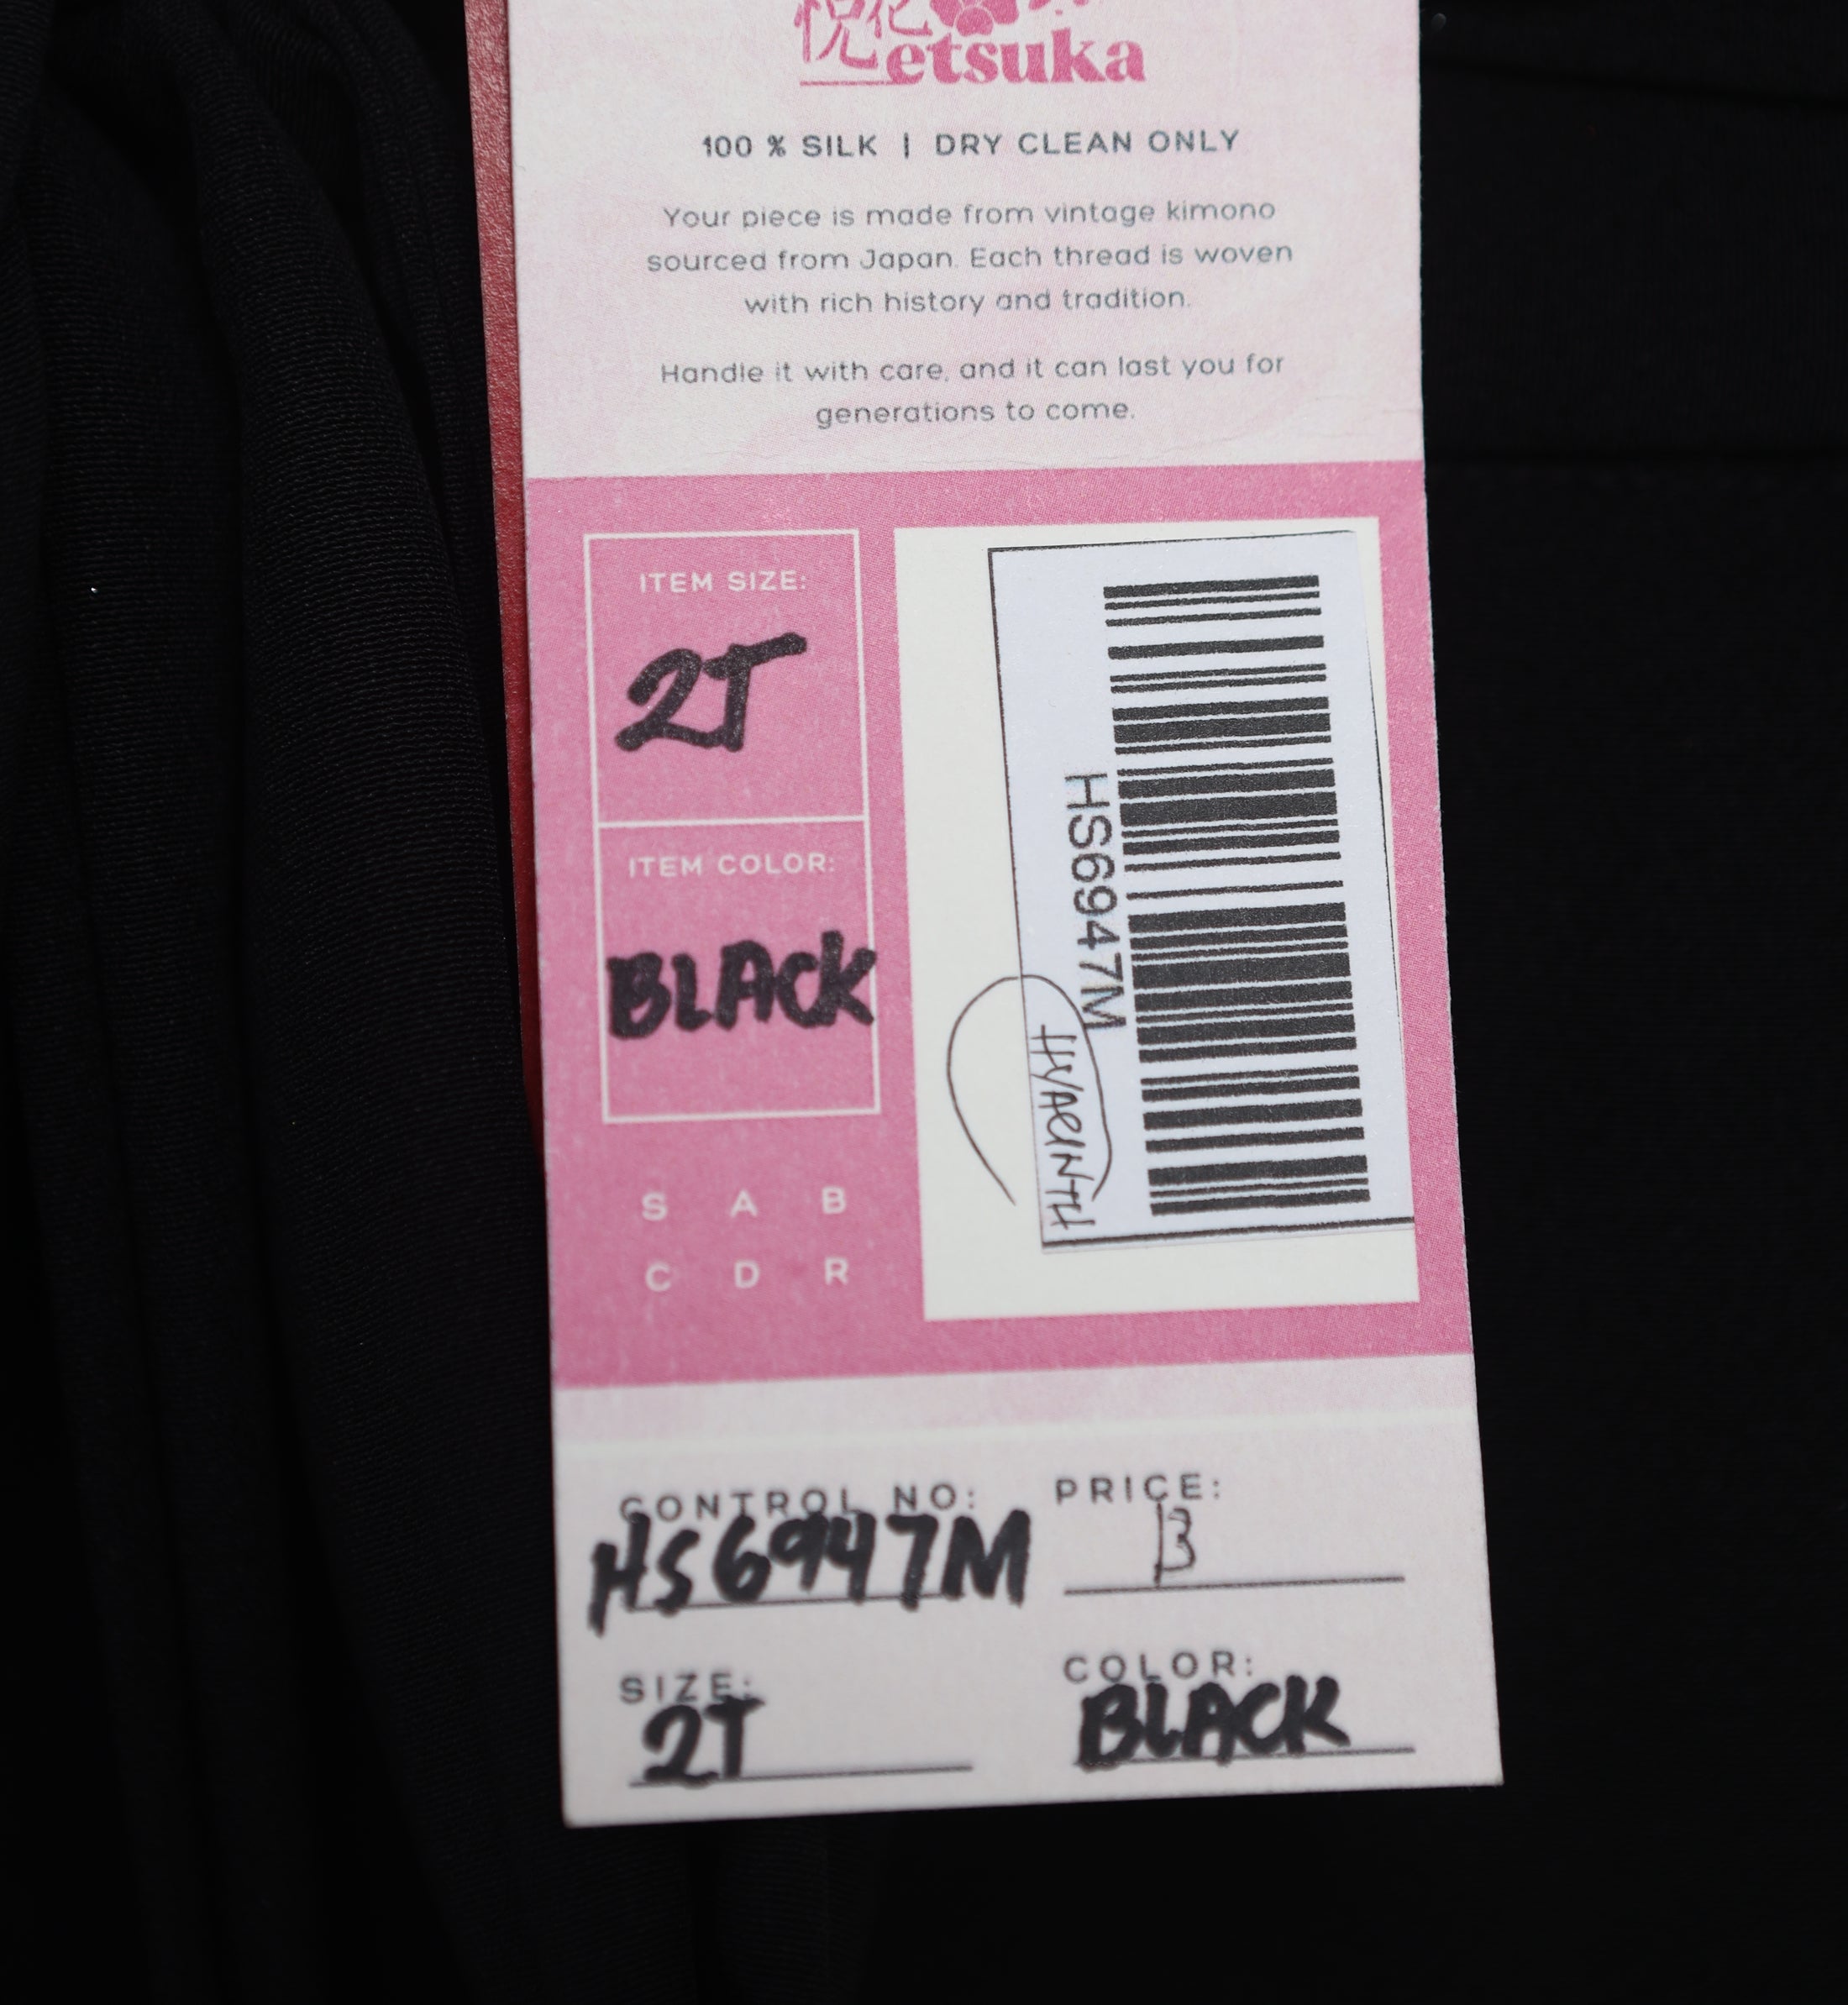 悦花
etsuka
100 % SILK | DRY CLEAN ONLY
Your piece is made from vintage kimono
sourced from Japan. Each thread is woven
with rich history and tradition.
Handle it with care, and it can last you for
generations to come.
ITEM SIZE:
2T
ITEM COLOR:
BLACK
S A B
C D R
HS6947M
HYACINTH
CONTROL NO:
HS6947M
PRICE:
B
SIZE:
2T
COLOR:
BLACK